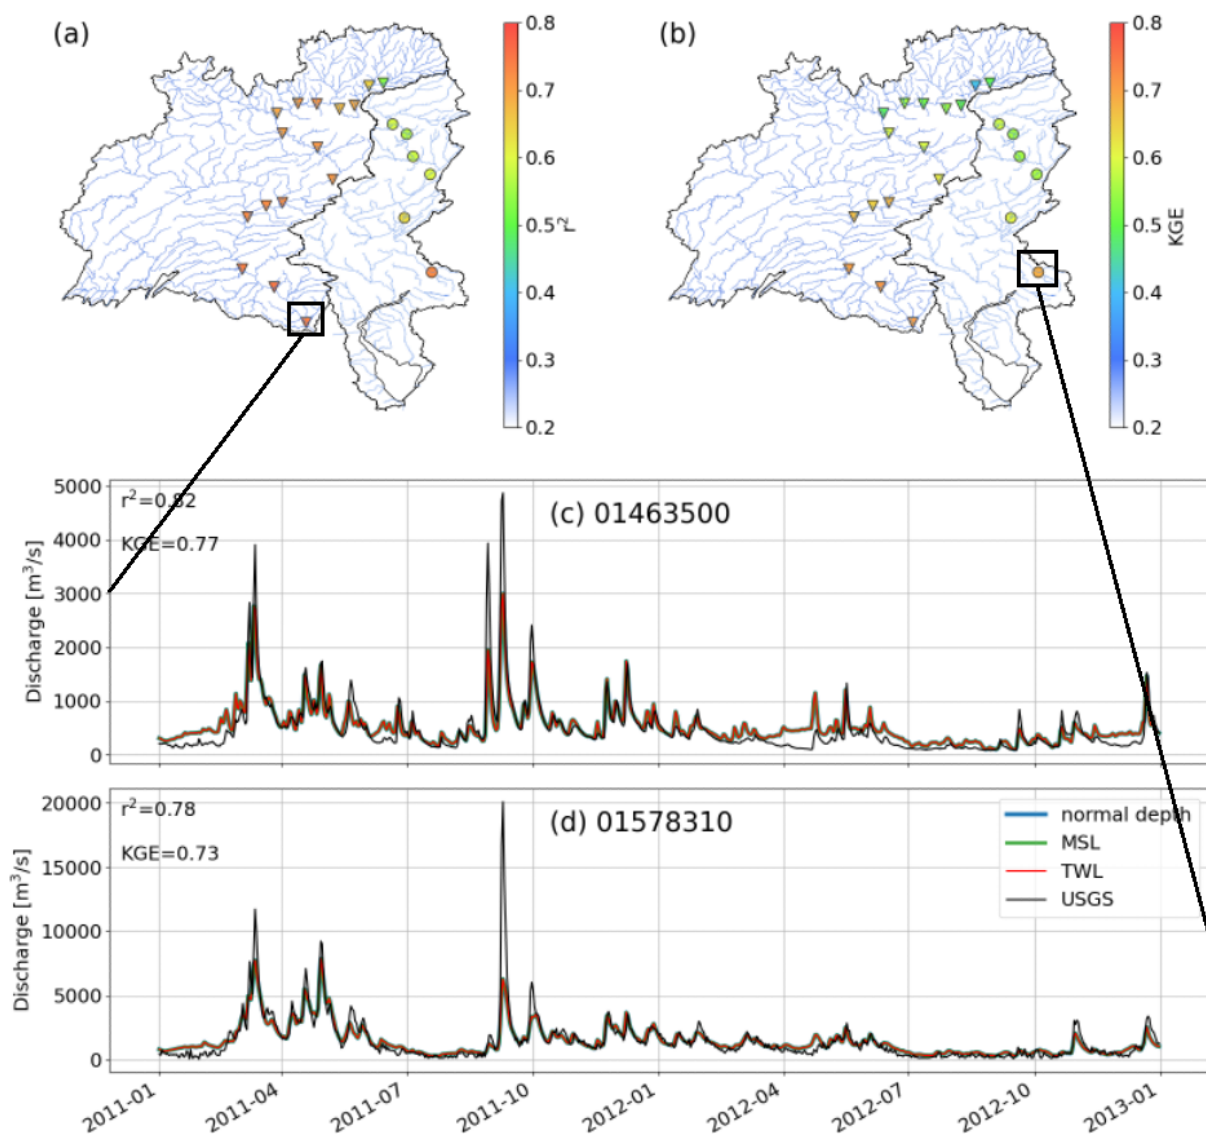 (a)
0.8
0.7
0.6
0.5
0.4
0.3
0.2
r²
(b)
0.8
0.7
0.6
0.5
0.4
0.3
0.2
KGE
r²=0.82
KGE=0.77
(c) 01463500
Discharge [m³/s]
5000
4000
3000
2000
1000
0
r²=0.78
KGE=0.73
(d) 01578310
Discharge [m³/s]
20000
15000
10000
5000
0
normal depth
MSL
TWL
USGS
2011-01
2011-04
2011-07
2011-10
2012-01
2012-04
2012-07
2012-10
2013-01